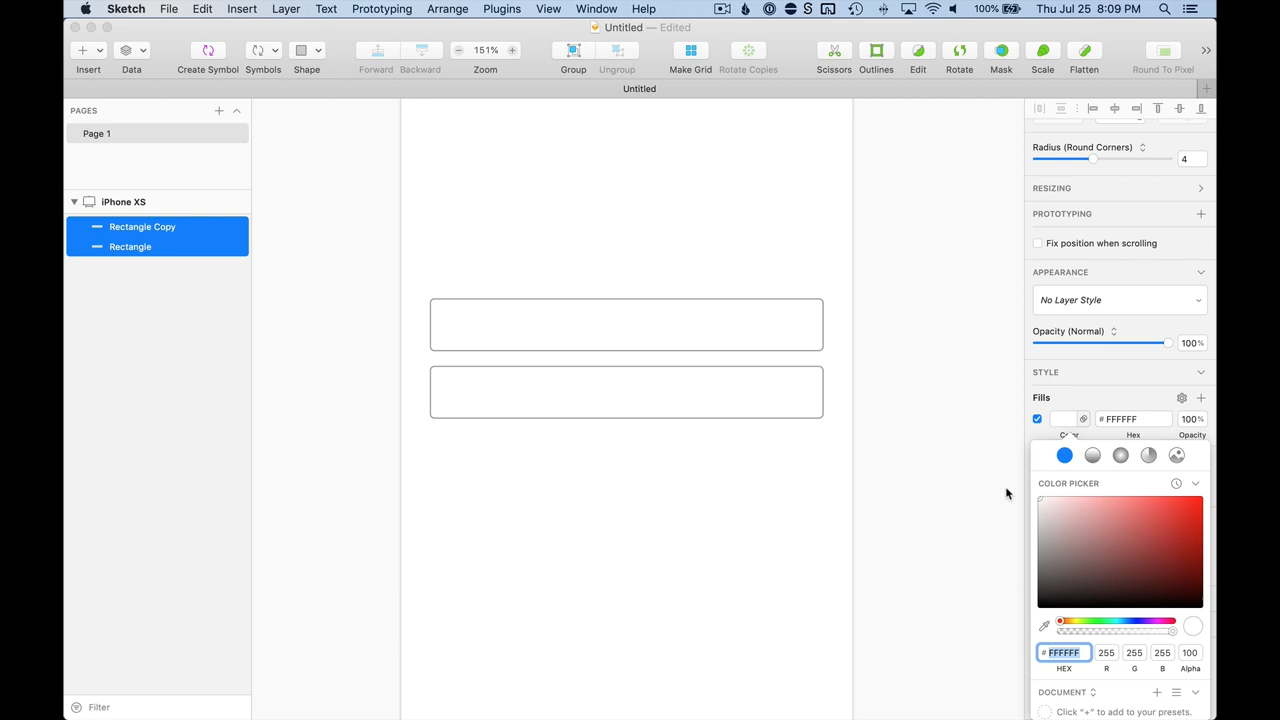 Sketch File Edit Insert Layer Text Prototyping Arrange Plugins View Window Help 100% Thu Jul 25 8:09 PM
Untitled — Edited
151%
Insert Data Create Symbol Symbols Shape Forward Backward Zoom Group Ungroup Make Grid Rotate Copies Scissors Outlines Edit Rotate Mask Scale Flatten Round To Pixel
Untitled
PAGES
Page 1
iPhone XS
Rectangle Copy
Rectangle
Filter
Radius (Round Corners)
4
RESIZING
PROTOTYPING
Fix position when scrolling
APPEARANCE
No Layer Style
Opacity (Normal)
100%
STYLE
Fills
# FFFFFF 100%
Color Hex Opacity
COLOR PICKER
# FFFFFF 255 255 255 100
HEX R G B Alpha
DOCUMENT
Click “+” to add to your presets.